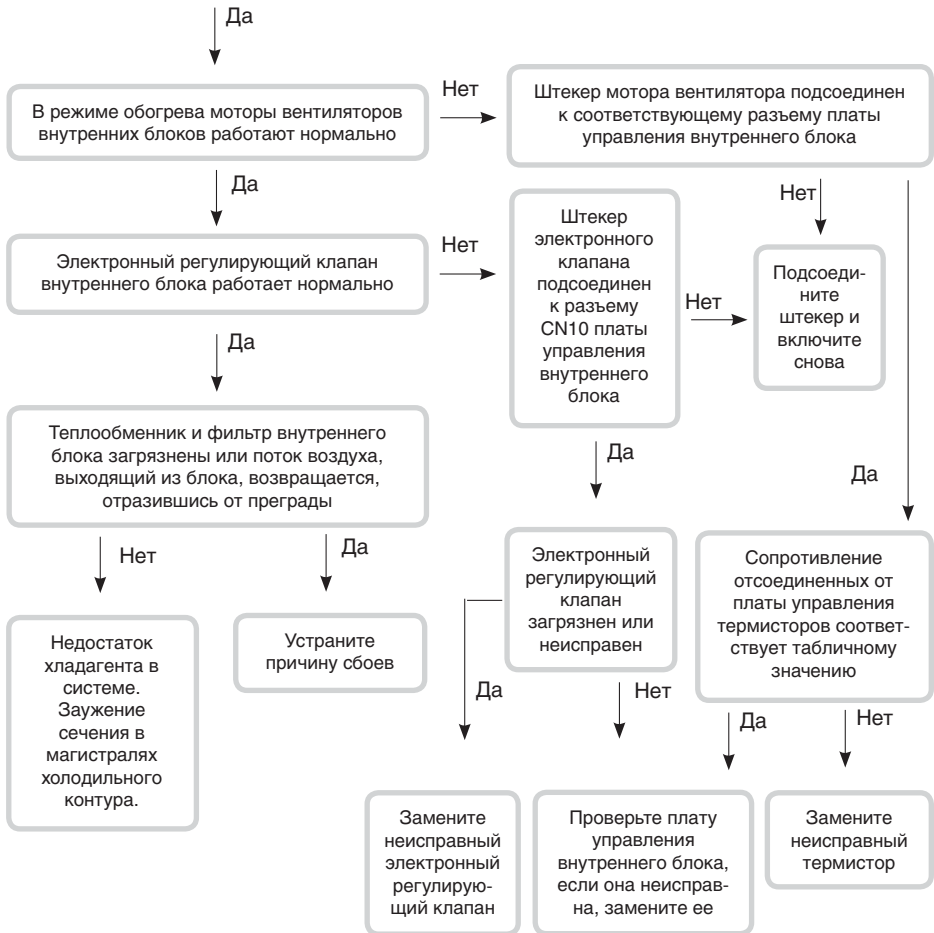 Да
В режиме обогрева моторы вентиляторов
внутренних блоков работают нормально
Нет
Штекер мотора вентилятора подсоединен
к соответствующему разъему платы
управления внутреннего блока
Да
Нет
Электронный регулирующий клапан
внутреннего блока работает нормально
Нет
Штекер
электронного
клапана
подсоединен
к разъему
CN10 платы
управления
внутреннего
блока
Нет
Подсоеди-
ните
штекер и
включите
снова
Да
Теплообменник и фильтр внутреннего
блока загрязнены или поток воздуха,
выходящий из блока, возвращается,
отразившись от преграды
Да
Да
Нет
Да
Электронный
регулирующий
клапан
загрязнен или
неисправен
Сопротивление
отсоединенных от
платы управления
термисторов соответ-
ствует табличному
значению
Недостаток
хладагента в
системе.
Заужение
сечения в
магистралях
холодильного
контура.
Устраните
причину сбоев
Да
Нет
Да
Нет
Замените
неисправный
электронный
регулирую-
щий клапан
Проверьте плату
управления
внутреннего блока,
если она неисправ-
на, замените ее
Замените
неисправный
термистор